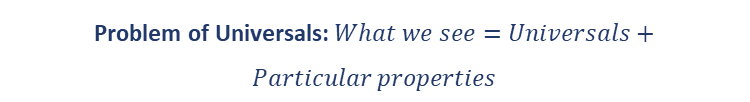 Problem of Universals: What we see = Universals +
Particular properties